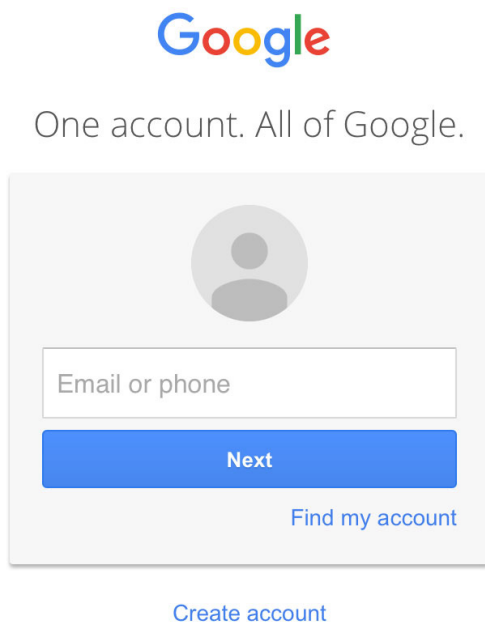 Google
One account. All of Google.
Email or phone
Next
Find my account
Create account